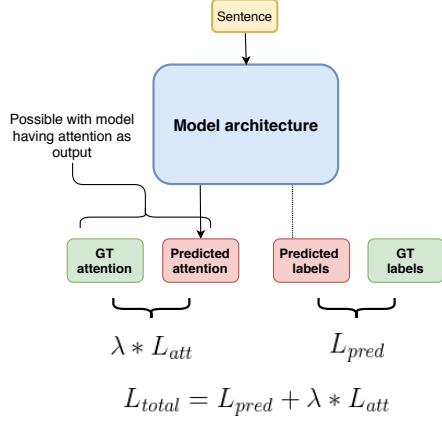 Sentence
Model architecture
Possible with model
having attention as
output
GT
attention
Predicted
attention
Predicted
labels
GT
labels
λ ∗ L_att
L_pred
L_total = L_pred + λ ∗ L_att